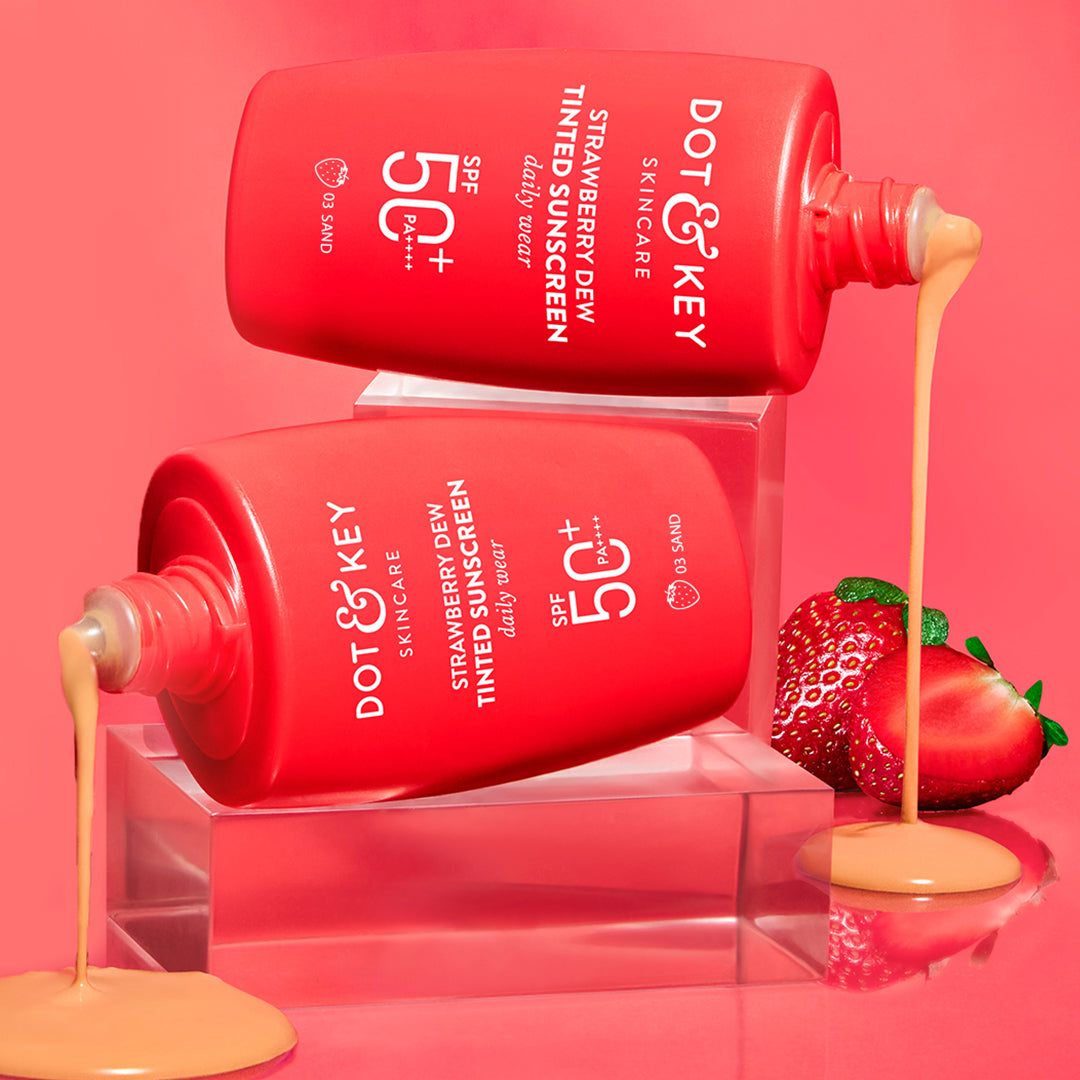 DOT & KEY
SKINCARE
STRAWBERRY DEW
TINTED SUNSCREEN
daily wear
SPF
50+
PA++++
03 SAND
DOT & KEY
SKINCARE
STRAWBERRY DEW
TINTED SUNSCREEN
daily wear
SPF
50+
PA++++
03 SAND